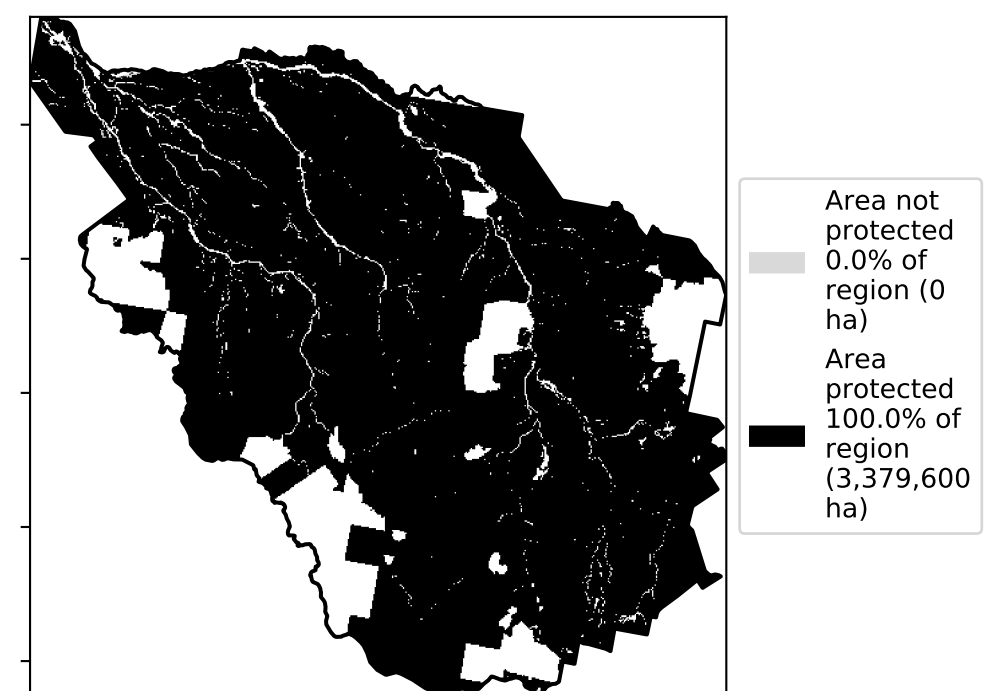 Area not
protected
0.0% of
region (0
ha)
Area
protected
100.0% of
region
(3,379,600
ha)